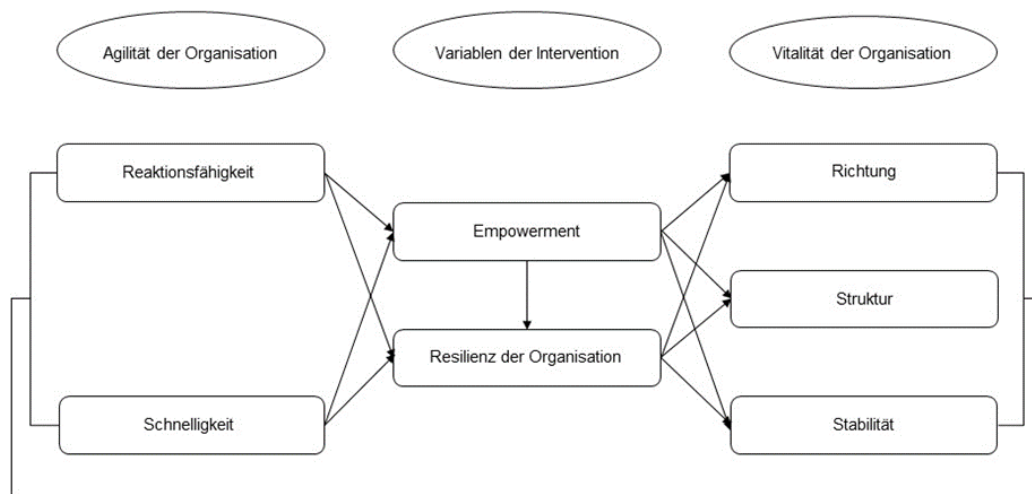 Agilität der Organisation
Variablen der Intervention
Vitalität der Organisation
Reaktionsfähigkeit
Richtung
Empowerment
Struktur
Resilienz der Organisation
Schnelligkeit
Stabilität